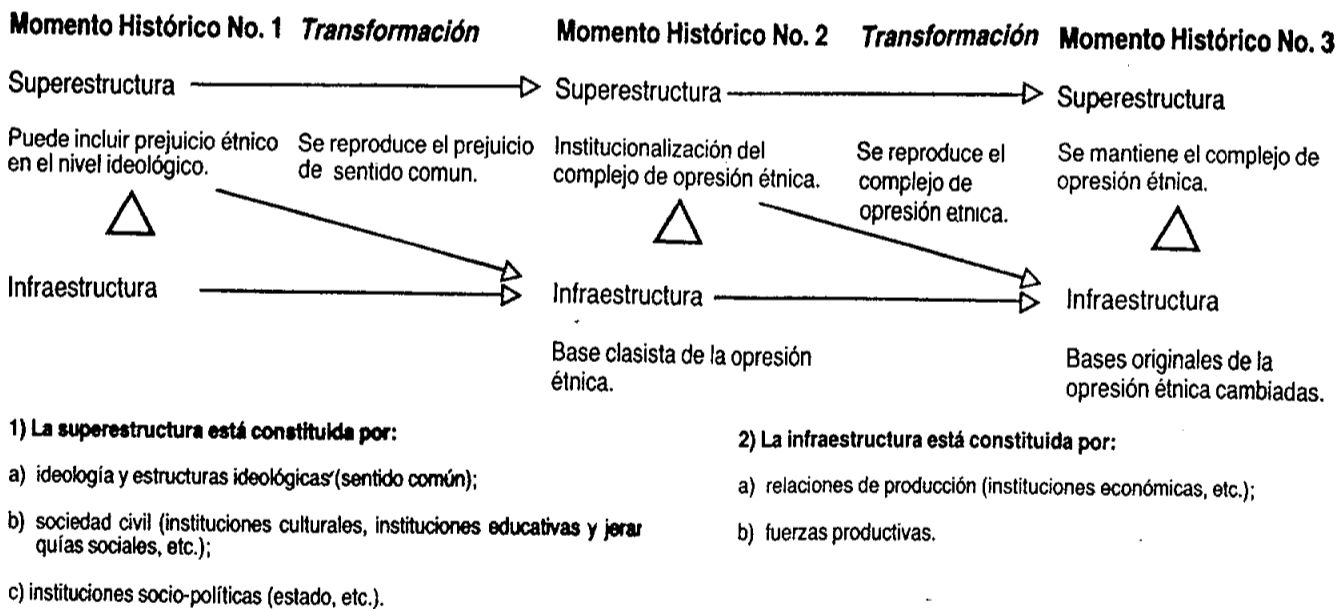 Momento Histórico No. 1 Transformación Momento Histórico No. 2 Transformación Momento Histórico No. 3
Superestructura Superestructura Superestructura
Puede incluir prejuicio étnico
en el nivel ideológico.
Se reproduce el prejuicio
de sentido comun.
Institucionalización del
complejo de opresión étnica.
Se reproduce el
complejo de
opresión etnica.
Se mantiene el complejo de
opresión étnica.
Infraestructura Infraestructura Infraestructura
Base clasista de la opresión
étnica.
Bases originales de la
opresión étnica cambiadas.
1) La superestructura está constituida por:
a) ideología y estructuras ideológicas (sentido común);
b) sociedad civil (instituciones culturales, instituciones educativas y jerar
quías sociales, etc.);
c) instituciones socio-políticas (estado, etc.).
2) La infraestructura está constituida por:
a) relaciones de producción (instituciones económicas, etc.);
b) fuerzas productivas.